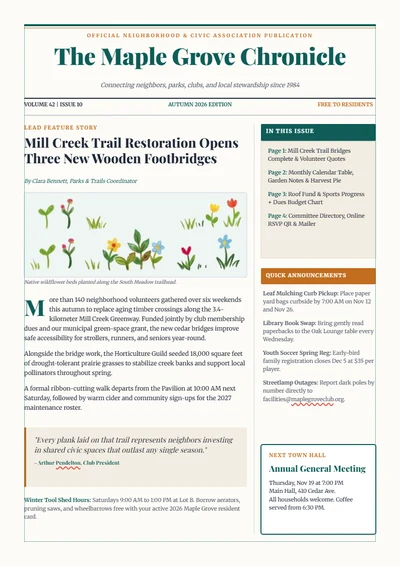 OFFICIAL NEIGHBORHOOD & CIVIC ASSOCIATION PUBLICATION
The Maple Grove Chronicle
Connecting neighbors, parks, clubs, and local stewardship since 1984
VOLUME 42 | ISSUE 10
AUTUMN 2026 EDITION
FREE TO RESIDENTS
LEAD FEATURE STORY
Mill Creek Trail Restoration Opens
Three New Wooden Footbridges
By Clara Bennett, Parks & Trails Coordinator
Native wildflower beds planted along the South Meadow trailhead.
More than 140 neighborhood volunteers gathered over six weekends
this autumn to replace aging timber crossings along the 3.4-
kilometer Mill Creek Greenway. Funded jointly by club membership
dues and our municipal green-space grant, the new cedar bridges improve
safe accessibility for strollers, runners, and seniors year-round.
Alongside the bridge work, the Horticulture Guild seeded 18,000 square feet
of drought-tolerant prairie grasses to stabilize creek banks and support local
pollinators throughout spring.
A formal ribbon-cutting walk departs from the Pavilion at 10:00 AM next
Saturday, followed by warm cider and community sign-ups for the 2027
maintenance roster.
"Every plank laid on that trail represents neighbors investing
in shared civic spaces that outlast any single season."
– Arthur Pendelton, Club President
Winter Tool Shed Hours: Saturdays 9:00 AM to 1:00 PM at Lot B. Borrow aerators,
pruning saws, and wheelbarrows free with your active 2026 Maple Grove resident
card.
IN THIS ISSUE
Page 1: Mill Creek Trail Bridges
Complete & Volunteer Quotes
Page 2: Monthly Calendar Table,
Garden Notes & Harvest Pie
Page 3: Roof Fund & Sports Progress
+ Dues Budget Chart
Page 4: Committee Directory, Online
RSVP QR & Mailer
QUICK ANNOUNCEMENTS
Leaf Mulching Curb Pickup: Place paper
yard bags curbside by 7:00 AM on Nov 12
and Nov 26.
Library Book Swap: Bring gently read
paperbacks to the Oak Lounge table every
Wednesday.
Youth Soccer Spring Reg: Early-bird
family registration closes Dec 5 at $35 per
player.
Streetlamp Outages: Report dark poles by
number directly to
facilities@maplegroveclub.org.
NEXT TOWN HALL
Annual General Meeting
Thursday, Nov 19 at 7:00 PM
Main Hall, 410 Cedar Ave.
All households welcome. Coffee
served from 6:30 PM.